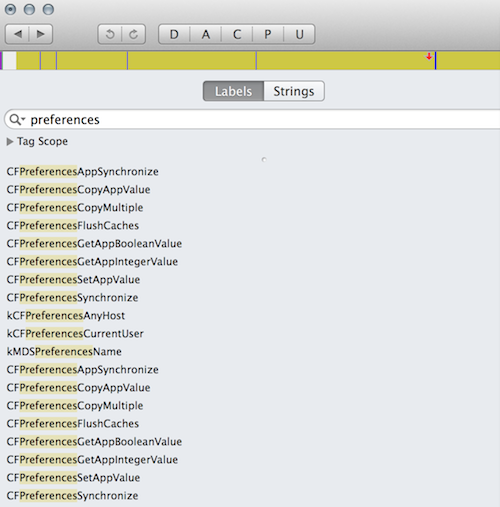 D A C P U
Labels Strings
preferences
Tag Scope
CFPreferencesAppSynchronize
CFPreferencesCopyAppValue
CFPreferencesCopyMultiple
CFPreferencesFlushCaches
CFPreferencesGetAppBooleanValue
CFPreferencesGetAppIntegerValue
CFPreferencesSetAppValue
CFPreferencesSynchronize
kCFPreferencesAnyHost
kCFPreferencesCurrentUser
kMDSPreferencesName
CFPreferencesAppSynchronize
CFPreferencesCopyAppValue
CFPreferencesCopyMultiple
CFPreferencesFlushCaches
CFPreferencesGetAppBooleanValue
CFPreferencesGetAppIntegerValue
CFPreferencesSetAppValue
CFPreferencesSynchronize